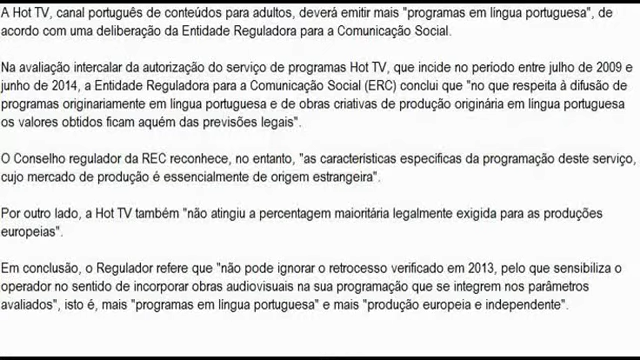 A Hot TV, canal português de conteúdos para adultos, deverá emitir mais "programas em língua portuguesa", de
acordo com uma deliberação da Entidade Reguladora para a Comunicação Social.
Na avaliação intercalar da autorização do serviço de programas Hot TV, que incide no período entre julho de 2009 e
junho de 2014, a Entidade Reguladora para a Comunicação Social (ERC) conclui que "no que respeita à difusão de
programas originariamente em língua portuguesa e de obras criativas de produção originária em língua portuguesa
os valores obtidos ficam aquém das previsões legais".
O Conselho regulador da REC reconhece, no entanto, "as características especificas da programação deste serviço,
cujo mercado de produção é essencialmente de origem estrangeira".
Por outro lado, a Hot TV também "não atingiu a percentagem maioritária legalmente exigida para as produções
europeias".
Em conclusão, o Regulador refere que "não pode ignorar o retrocesso verificado em 2013, pelo que sensibiliza o
operador no sentido de incorporar obras audiovisuais na sua programação que se integrem nos parâmetros
avaliados", isto é, mais "programas em língua portuguesa" e mais "produção europeia e independente".